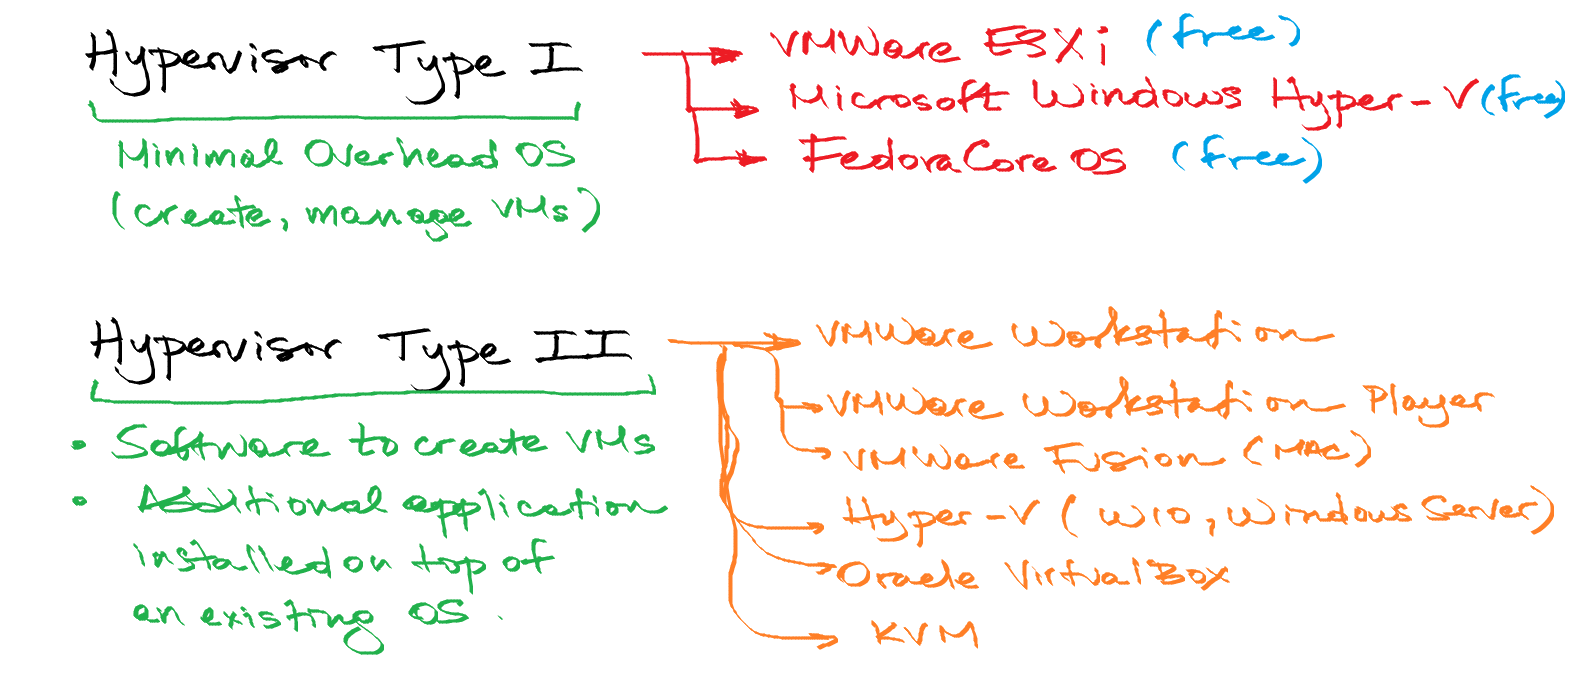 Hypervisor Type I
VMWare ESXi (free)
Microsoft Windows Hyper-V (free)
FedoraCoreOS (free)
Minimal Overhead OS
(create, manage VMs)
Hypervisor Type II
VMWare Workstation
VMWare Workstation Player
VMWare Fusion (MAC)
Hyper-V (W10, Windows Server)
Oracle VirtualBox
KVM
• Software to create VMs
• Additional application
installed on top of
an existing OS.